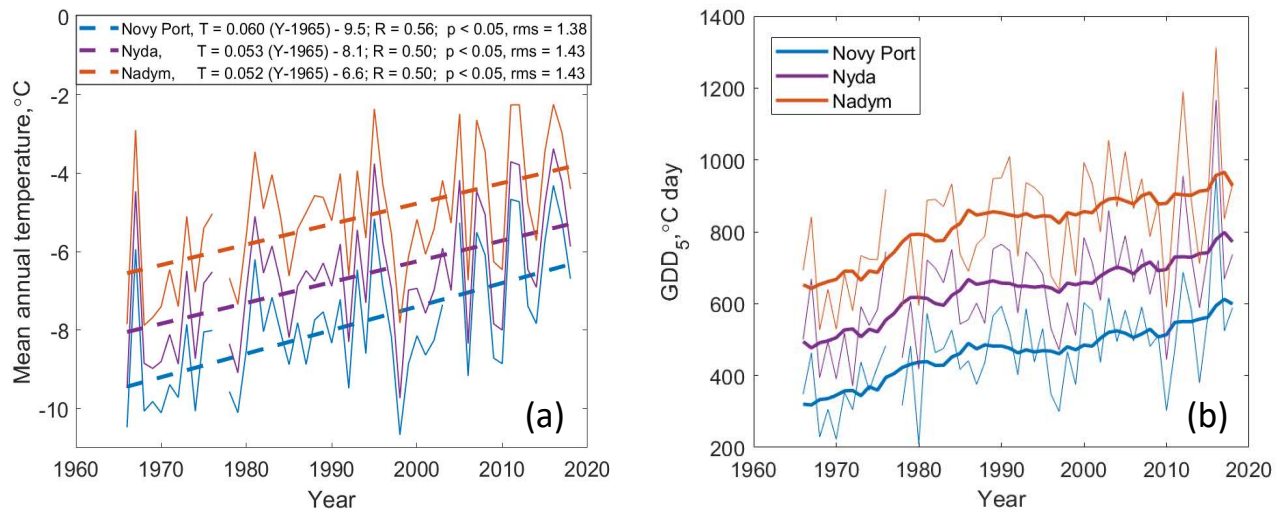 Novy Port, T = 0.060 (Y-1965) - 9.5; R = 0.56; p < 0.05, rms = 1.38
Nyda, T = 0.053 (Y-1965) - 8.1; R = 0.50; p < 0.05, rms = 1.43
Nadym, T = 0.052 (Y-1965) - 6.6; R = 0.50; p < 0.05, rms = 1.43
0
-2
-4
-6
-8
-10
Mean annual temperature,°C
(a)
1960 1970 1980 1990 2000 2010 2020
Year
Novy Port
Nyda
Nadym
1400
1200
1000
800
600
400
200
GDD5,°C day
(b)
1960 1970 1980 1990 2000 2010 2020
Year